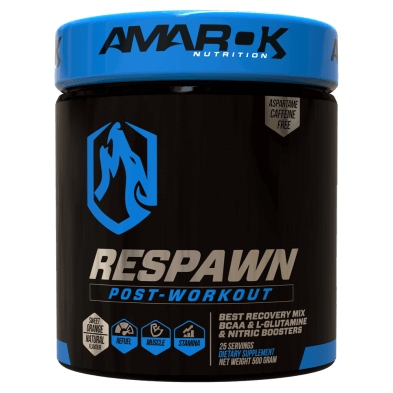 AMAROK
NUTRITION
ASPARTAME
CAFFEINE
FREE
RESPAWN
POST-WORKOUT
BEST RECOVERY MIX
BCAA & L-GLUTAMINE
& NITRIC BOOSTERS
25 SERVINGS
DIETARY SUPPLEMENT
NET WEIGHT 500 GRAM
SWEET
ORANGE
NATURAL
FLAVOUR
REFUEL
MUSCLE
STAMINA